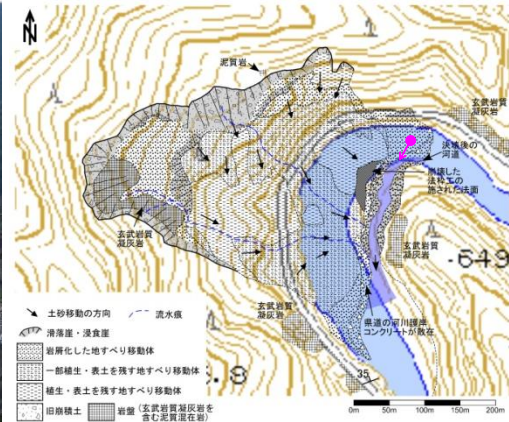 N
泥質岩
玄武岩質
凝灰岩
決壊後の
河道
崩壊した
法枠工の
施された法面
玄武岩質
凝灰岩
玄武岩質
凝灰岩
649
玄武岩質
凝灰岩
県道の河川護岸
コンクリートが散在
35
土砂移動の方向
流水痕
滑落崖・浸食崖
岩屑化した地すべり移動体
一部植生・表土を残す地すべり移動体
植生・表土を残す地すべり移動体
旧崩積土
岩盤(玄武岩質凝灰岩を
含む泥質混在岩)
0m 50m 100m 150m 200m